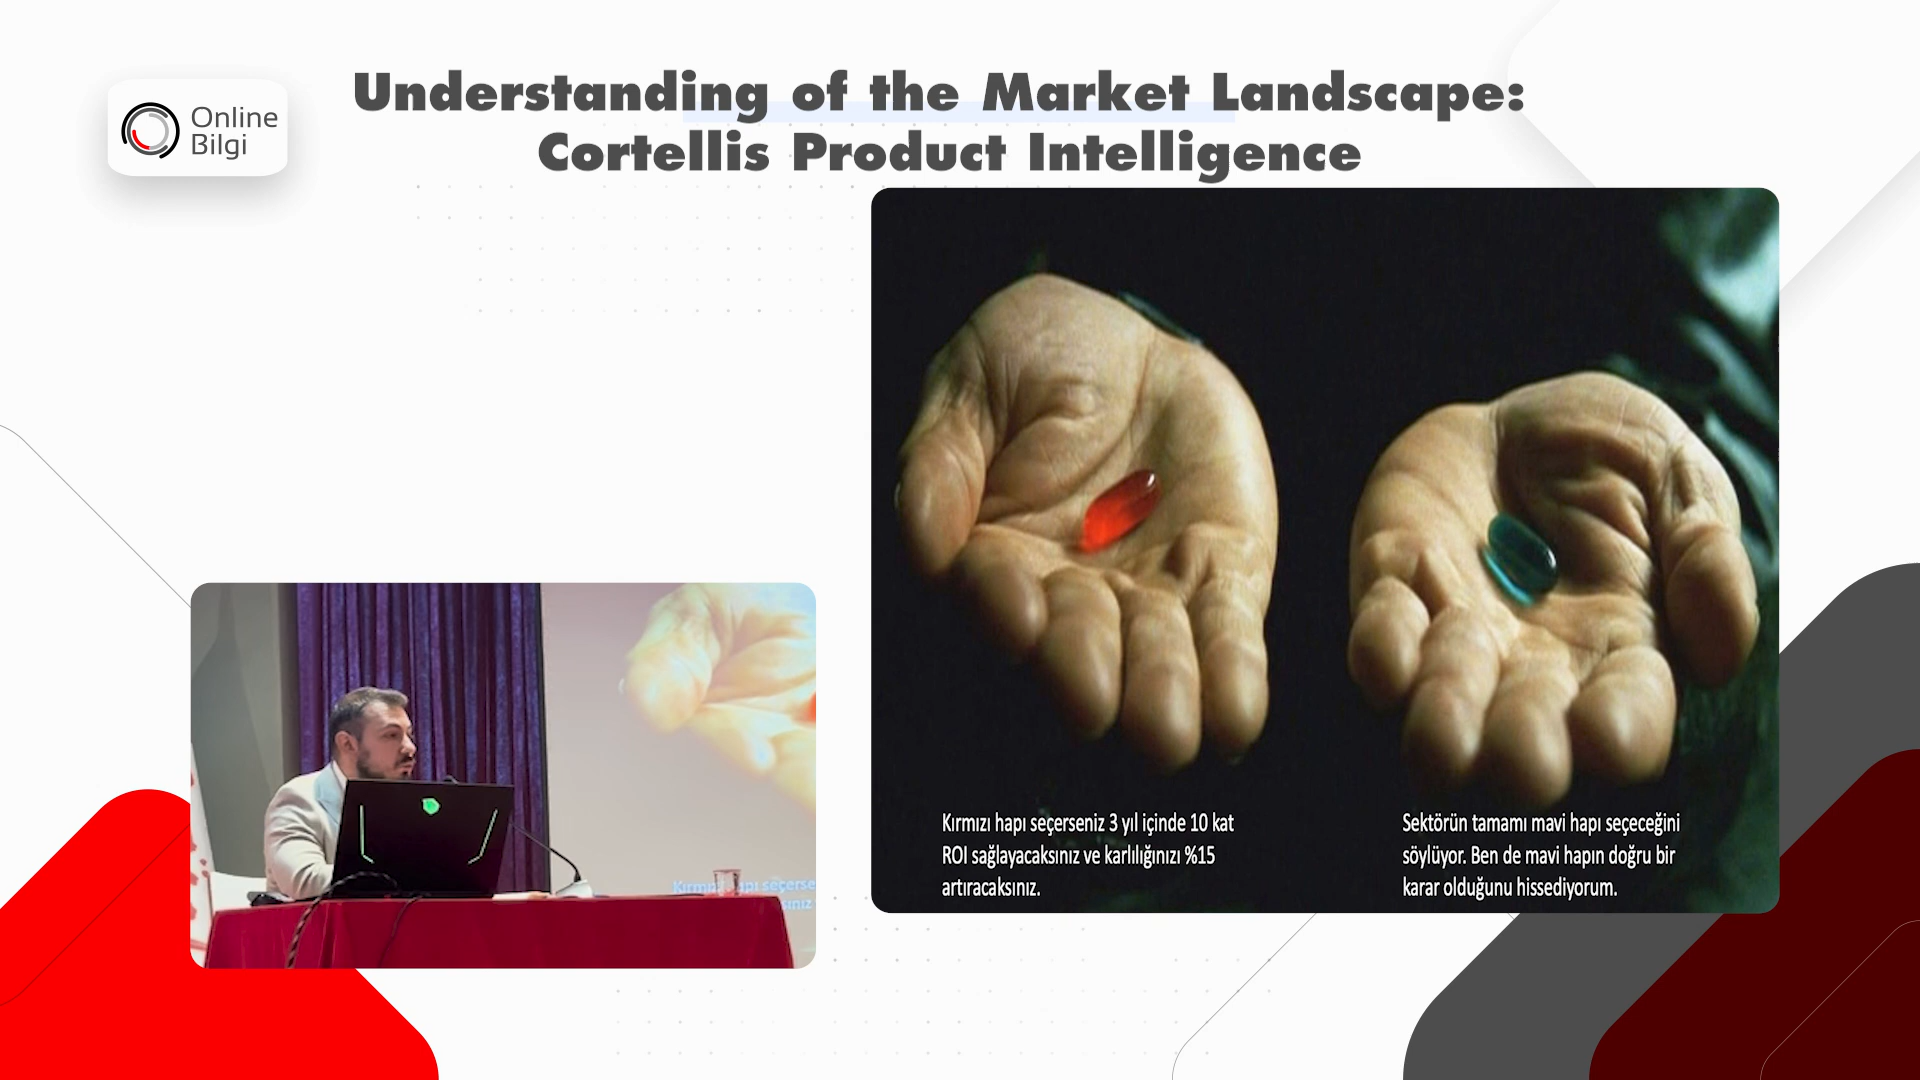 Understanding of the Market Landscape:
Cortellis Product Intelligence
Online
Bilgi
Kırmızı hapı seçerseniz 3 yıl içinde 10 kat
ROI sağlayacaksınız ve karlılığınızı %15
artıracaksınız.
Sektörün tamamı mavi hapı seçeceğini
söylüyor. Ben de mavi hapın doğru bir
karar olduğunu hissediyorum.